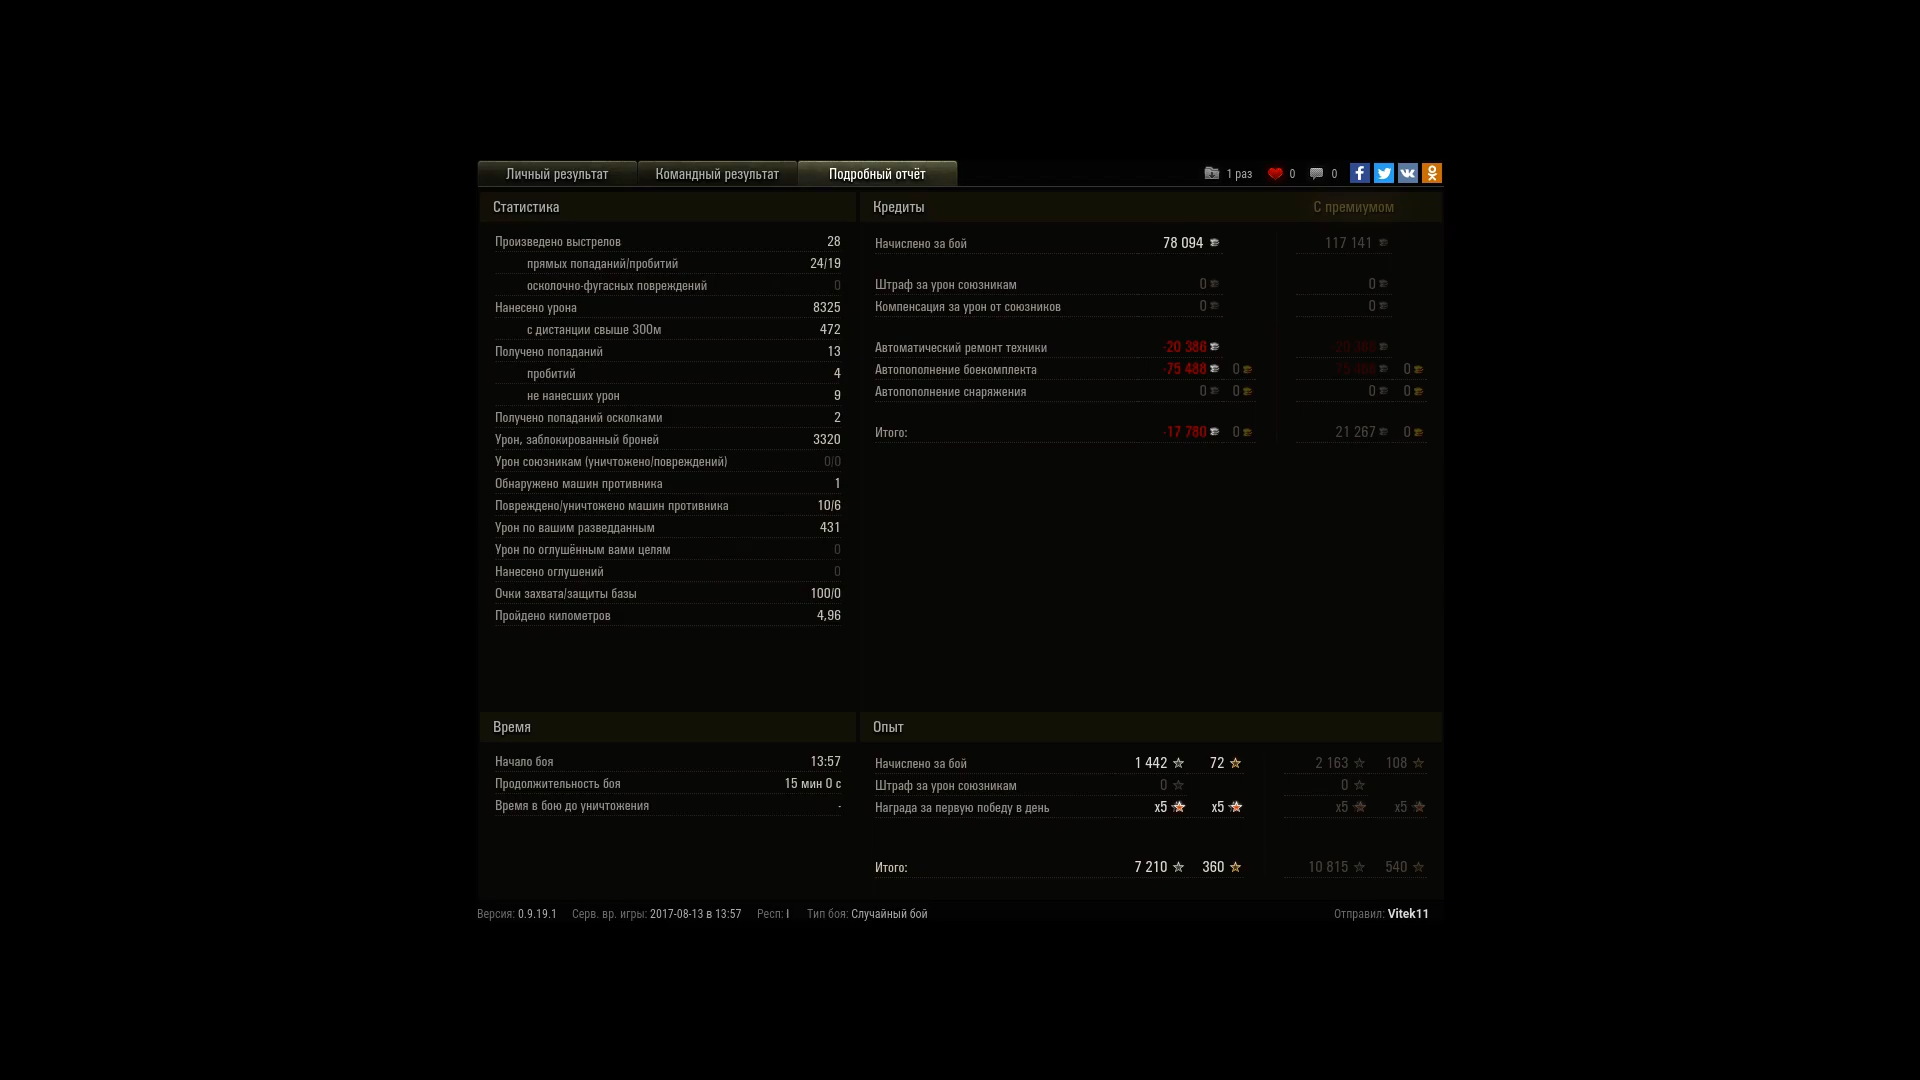 Личный результат Командный результат Подробный отчёт 1 раз 0 0
Статистика
Произведено выстрелов 28
прямых попаданий/пробитий 24/19
осколочно-фугасных повреждений 0
Нанесено урона 8325
с дистанции свыше 300м 472
Получено попаданий 13
пробитий 4
не нанесших урон 9
Получено попаданий осколками 2
Урон, заблокированный броней 3320
Урон союзникам (уничтожено/повреждений) 0/0
Обнаружено машин противника 1
Повреждено/уничтожено машин противника 10/6
Урон по вашим разведданным 431
Урон по оглушённым вами целям 0
Нанесено оглушений 0
Очки захвата/защиты базы 100/0
Пройдено километров 4,96
Кредиты С премиумом
Начислено за бой 78 094 117 141
Штраф за урон союзникам 0 0
Компенсация за урон от союзников 0 0
Автоматический ремонт техники -20 386
Автопополнение боекомплекта -75 488 0 0
Автопополнение снаряжения 0 0 0 0
Итого: -17 780 0 21 267 0
Время
Начало боя 13:57
Продолжительность боя 15 мин 0 с
Время в бою до уничтожения -
Опыт
Начислено за бой 1 442 72 2 163 108
Штраф за урон союзникам 0 0
Награда за первую победу в день x5 x5 x5 x5
Итого: 7 210 360 10 815 540
Версия: 0.9.19.1 Серв. вр. игры: 2017-08-13 в 13:57 Респ: I Тип боя: Случайный бой Отправил: Vitek11